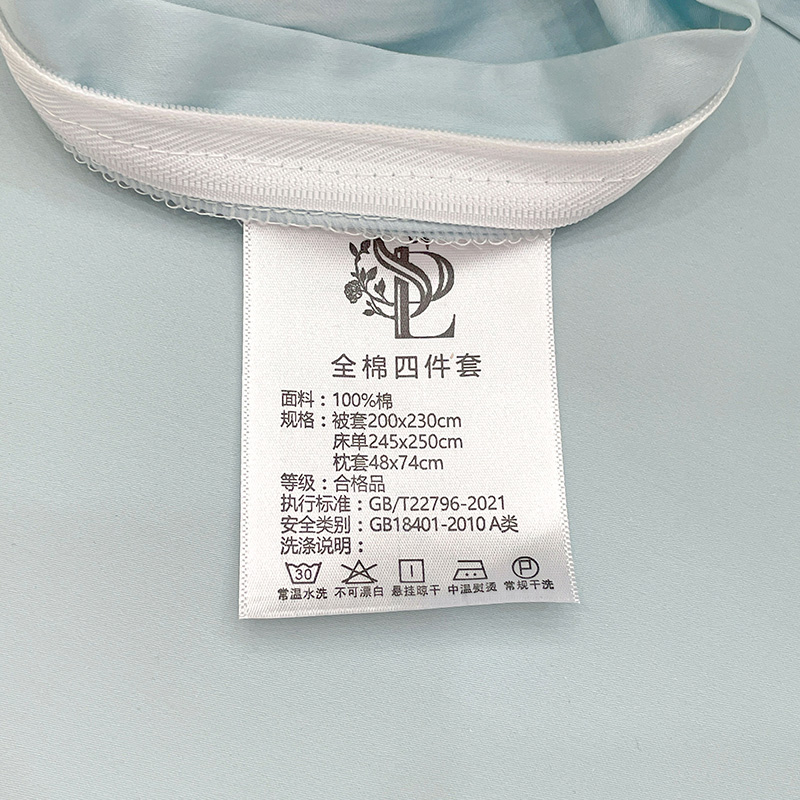 SPL
全棉四件套
面料：100%棉
规格：被套200x230cm
床单245x250cm
枕套48x74cm
等级：合格品
执行标准：GB/T22796-2021
安全类别：GB18401-2010 A类
洗涤说明：
30 P
常温水洗 不可漂白 悬挂晾干 中温熨烫 常规干洗